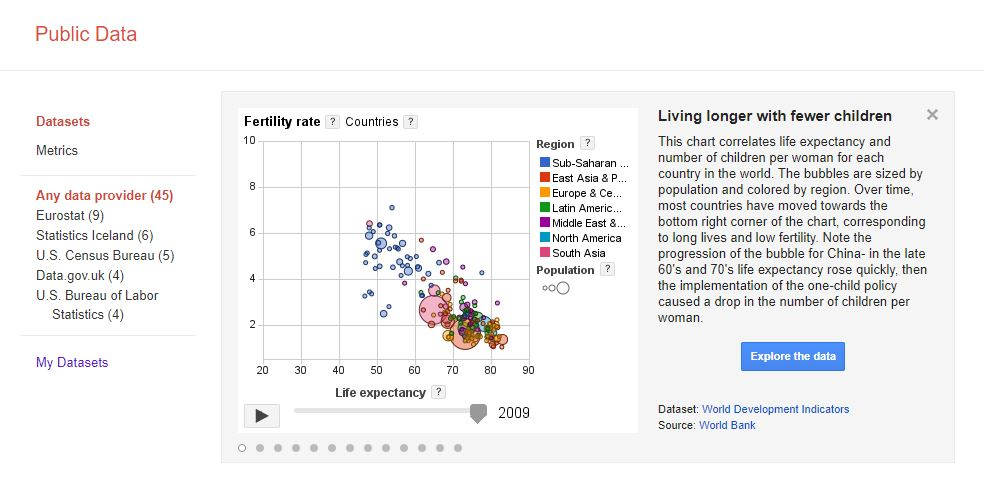 Public Data
Datasets
Metrics
Any data provider (45)
Eurostat (9)
Statistics Iceland (6)
U.S. Census Bureau (5)
Data.gov.uk (4)
U.S. Bureau of Labor
Statistics (4)
My Datasets
Fertility rate ? Countries ?
10
8
6
4
2
20 30 40 50 60 70 80 90
Life expectancy ?
2009
Region ?
Sub-Saharan ...
East Asia & P...
Europe & Ce...
Latin Americ...
Middle East &...
North America
South Asia
Population ?
Living longer with fewer children
This chart correlates life expectancy and
number of children per woman for each
country in the world. The bubbles are sized by
population and colored by region. Over time,
most countries have moved towards the
bottom right corner of the chart, corresponding
to long lives and low fertility. Note the
progression of the bubble for China- in the late
60's and 70's life expectancy rose quickly, then
the implementation of the one-child policy
caused a drop in the number of children per
woman.
Explore the data
Dataset: World Development Indicators
Source: World Bank